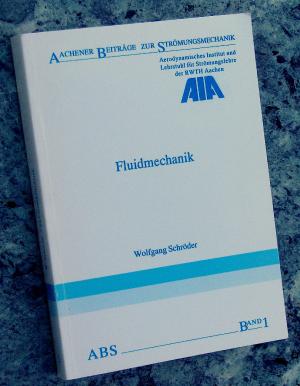 AACHENER BEITRÄGE ZUR STRÖMUNGSMECHANIK
Aerodynamisches Institut und
Lehrstuhl für Strömungslehre
der RWTH Aachen
AIA
Fluidmechanik
Wolfgang Schröder
BAND 1
ABS